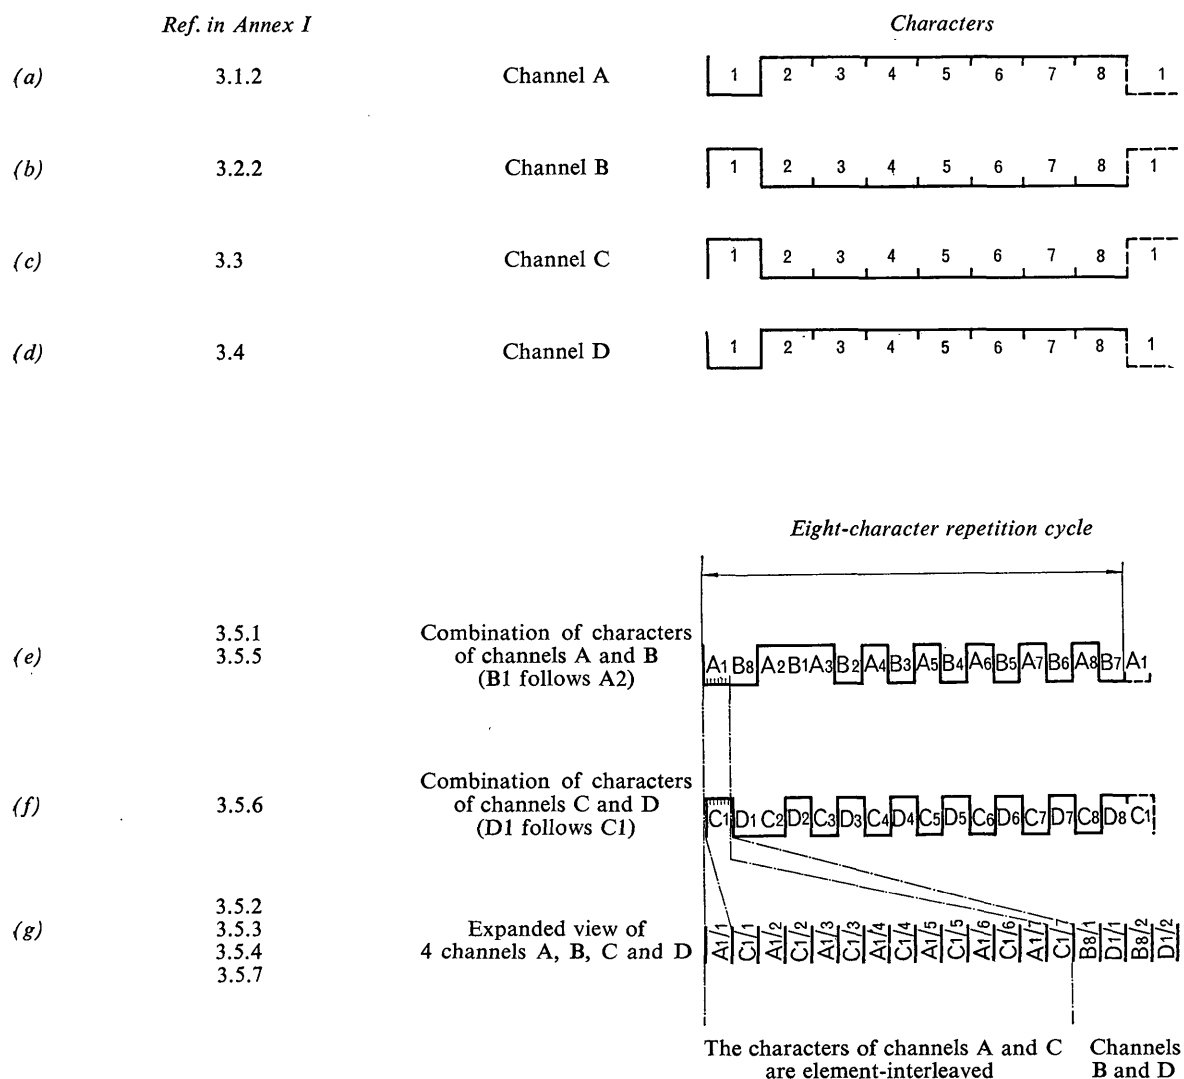 Ref. in Annex I Characters
(a) 3.1.2 Channel A 1 2 3 4 5 6 7 8 1
(b) 3.2.2 Channel B 1 2 3 4 5 6 7 8 1
(c) 3.3 Channel C 1 2 3 4 5 6 7 8 1
(d) 3.4 Channel D 1 2 3 4 5 6 7 8 1
Eight-character repetition cycle
3.5.1 Combination of characters
(e) 3.5.5 of channels A and B A1 B8 A2 B1 A3 B2 A4 B3 A5 B4 A6 B5 A7 B6 A8 B7 A1
(B1 follows A2)
Combination of characters
(f) 3.5.6 of channels C and D C1 D1 C2 D2 C3 D3 C4 D4 C5 D5 C6 D6 C7 D7 C8 D8 C1
(D1 follows C1)
3.5.2
(g) 3.5.3 Expanded view of
3.5.4 4 channels A, B, C and D A1/1 C1/1 A1/2 C1/2 A1/3 C1/3 A1/4 C1/4 A1/5 C1/5 A1/6 C1/6 A1/7 C1/7 B8/1 D1/1 B8/2 D1/2
3.5.7
The characters of channels A and C Channels
are element-interleaved B and D